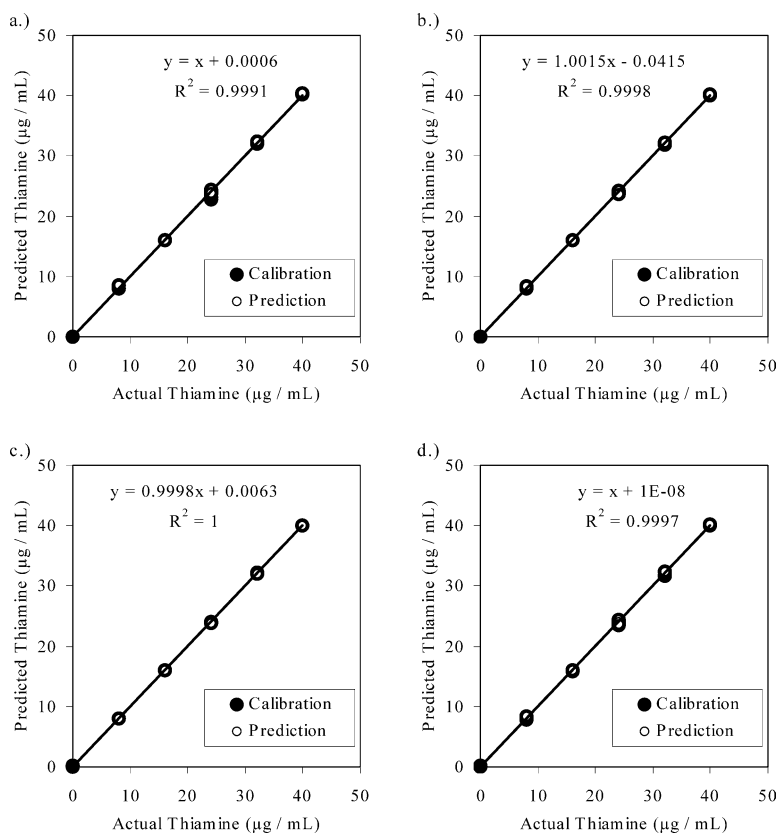 a.)
50
40
30
20
10
0
Predicted Thiamine (µg / mL)
y = x + 0.0006
R² = 0.9991
Calibration
Prediction
0 10 20 30 40 50
Actual Thiamine (µg / mL)
b.)
50
40
30
20
10
0
Predicted Thiamine (µg / mL)
y = 1.0015x - 0.0415
R² = 0.9998
Calibration
Prediction
0 10 20 30 40 50
Actual Thiamine (µg / mL)
c.)
50
40
30
20
10
0
Predicted Thiamine (µg / mL)
y = 0.9998x + 0.0063
R² = 1
Calibration
Prediction
0 10 20 30 40 50
Actual Thiamine (µg / mL)
d.)
50
40
30
20
10
0
Predicted Thiamine (µg / mL)
y = x + 1E-08
R² = 0.9997
Calibration
Prediction
0 10 20 30 40 50
Actual Thiamine (µg / mL)